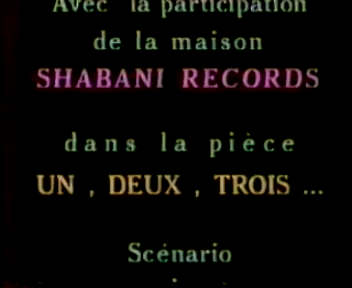 Avec la participation
de la maison
SHABANI RECORDS
dans la pièce
UN , DEUX , TROIS ...
Scénario